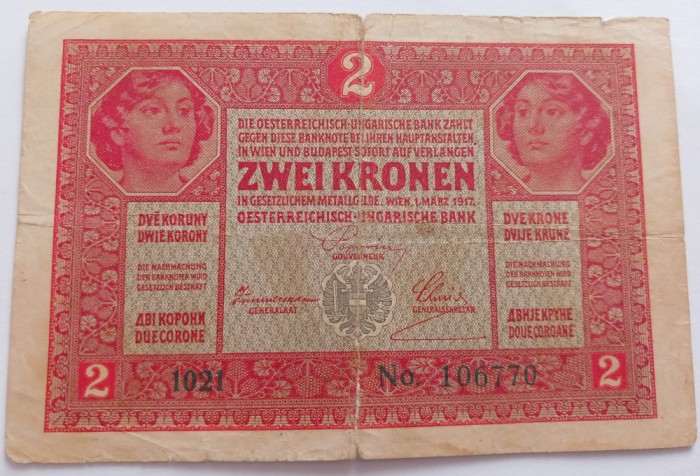 2
DIE OESTERREICHISCH-UNGARISCHE BANK ZAHLT
GEGEN DIESE BANKNOTE BEI IHREN HAUPTANSTALTEN
IN WIEN UND BUDAPEST SOFORT AUF VERLANGEN
ZWEI KRONEN
IN GESETZLICHEM METALLGELDE. WIEN, 1. MÄRZ 1917.
OESTERREICHISCH-UNGARISCHE BANK
GOUVERNEUR
GENERALRAT
GENERALSEKRETÄR
DVĚ KORUNY
DWIE KORONY
DIE NACHMACHUNG
DER BANKNOTEN WIRD
GESETZLICH BESTRAFT
ДВІ КОРОНИ
DUE CORONE
DVE KRONE
DVIJE KRUNE
DIE NACHMACHUNG
DER BANKNOTEN WIRD
GESETZLICH BESTRAFT
ДВИЈЕ КРУНЕ
DOUE COROANE
2
1021
No. 106770
2